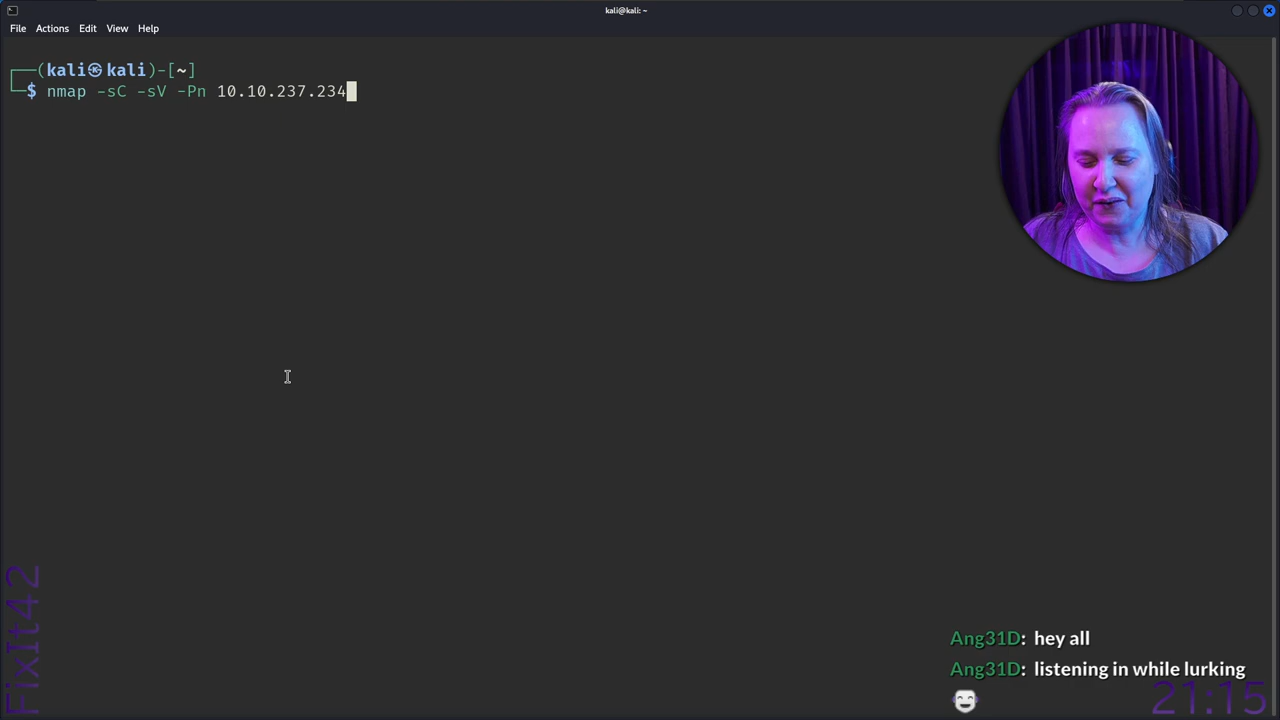 kali@kali: ~
File Actions Edit View Help
┌──(kali㉿kali)-[~]
└─$ nmap -sC -sV -Pn 10.10.237.234
Ang31D: hey all
Ang31D: listening in while lurking
FixIt42
21:15